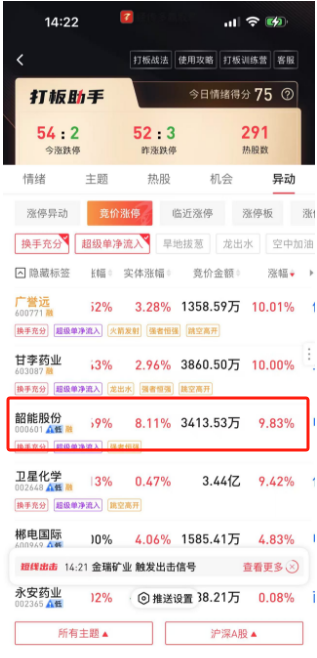 14:22
打板战法 使用攻略 打板训练营 客服
打板助手 今日情绪得分 75
54 : 2 52 : 3 291
今涨跌停 昨涨跌停 热股数
情绪 主题 热股 机会 异动
涨停异动 竞价涨停 临近涨停 涨停板
换手充分 超级单净流入 旱地拔葱 龙出水 空中加油
隐藏标签 实体涨幅 竞价金额 涨幅
广誉远 3.28% 1358.59万 10.01%
600771 融
换手充分 超级单净流入 火箭发射 强者恒强 跳空高开
甘李药业 2.96% 3860.50万 10.00%
603087 融
换手充分 超级单净流入 龙出水 强者恒强 跳空高开
韶能股份 8.11% 3413.53万 9.83%
000601 低 融
换手充分 超级单净流入 强者恒强
卫星化学 0.47% 3.44亿 9.42%
002648 低 融
换手充分 超级单净流入 跳空高开
郴电国际 4.06% 1585.41万 4.83%
600969 低
短线出击 14:21 金瑞矿业 触发出击信号 查看更多
永安药业 推送设置 38.21万 0.08%
002365 低
所有主题 沪深A股